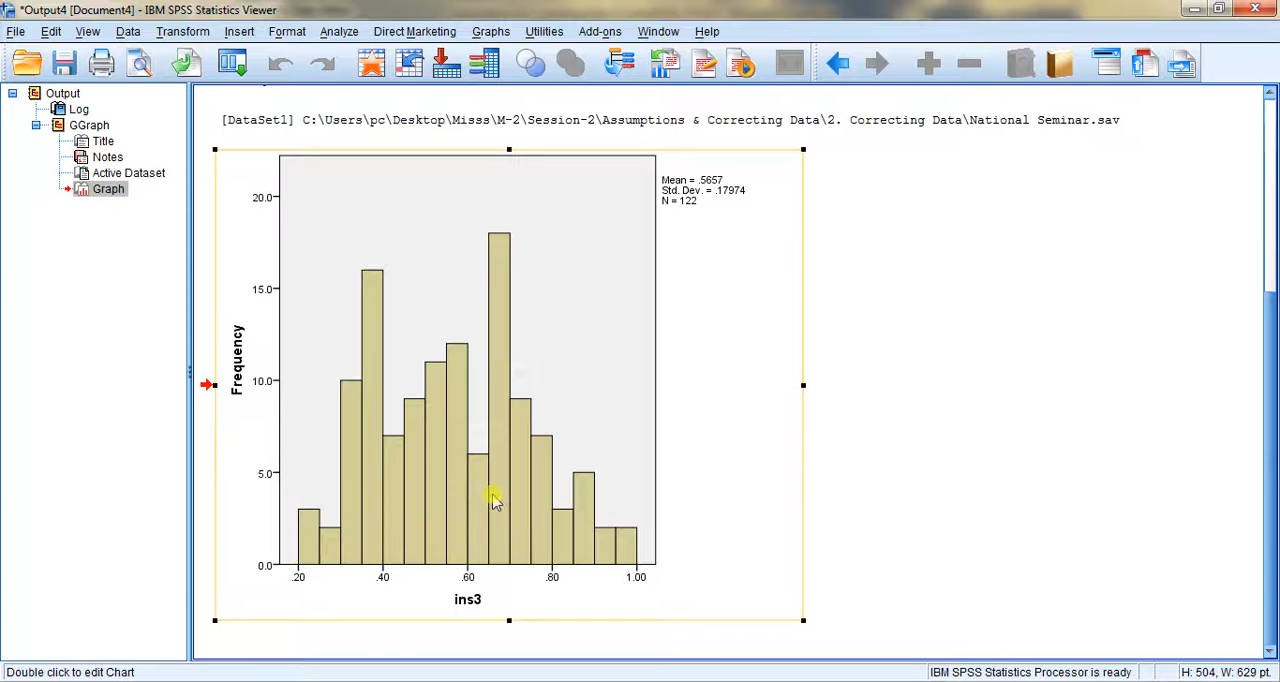 *Output4 [Document4] - IBM SPSS Statistics Viewer
File Edit View Data Transform Insert Format Analyze Direct Marketing Graphs Utilities Add-ons Window Help
Output
Log
GGraph
Title
Notes
Active Dataset
Graph
[DataSet1] C:\Users\pc\Desktop\Misss\M-2\Session-2\Assumptions & Correcting Data\2. Correcting Data\National Seminar.sav
Mean = .5657
Std. Dev. = .17974
N = 122
Frequency
20.0
15.0
10.0
5.0
0.0
.20 .40 .60 .80 1.00
ins3
Double click to edit Chart
IBM SPSS Statistics Processor is ready
H: 504, W: 629 pt.